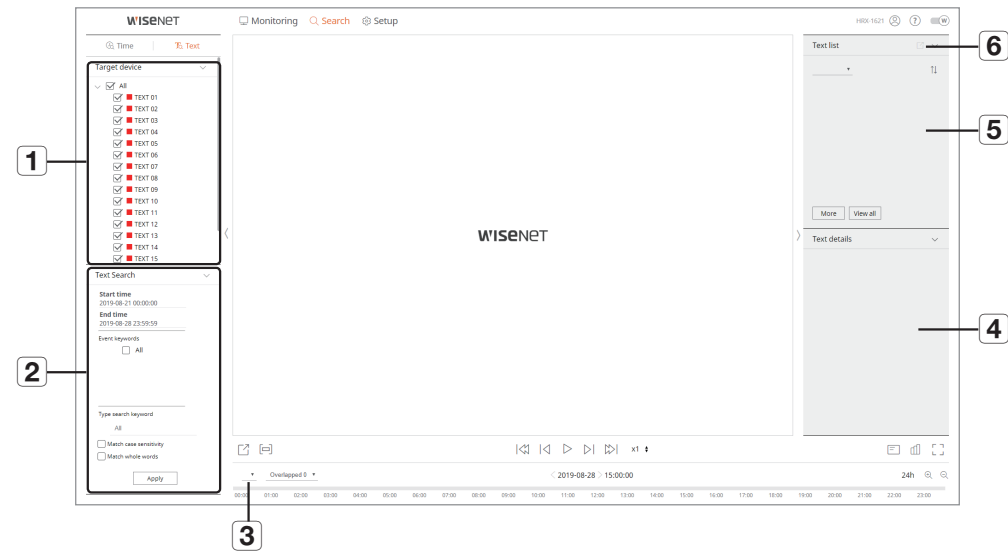 WISENET
Monitoring
Search
Setup
HRX-1621
?
W
Time
Text
Target device
All
TEXT 01
TEXT 02
TEXT 03
TEXT 04
TEXT 05
TEXT 06
TEXT 07
TEXT 08
TEXT 09
TEXT 10
TEXT 11
TEXT 12
TEXT 13
TEXT 14
TEXT 15
1
Text Search
Start time
2019-08-21 00:00:00
End time
2019-08-28 23:59:59
Event keywords
All
Type search keyword
All
Match case sensitivity
Match whole words
Apply
2
WISENET
Text list
6
5
More
View all
Text details
4
x1
Overlapped 0
2019-08-28
15:00:00
24h
00:00 01:00 02:00 03:00 04:00 05:00 06:00 07:00 08:00 09:00 10:00 11:00 12:00 13:00 14:00 15:00 16:00 17:00 18:00 19:00 20:00 21:00 22:00 23:00
3